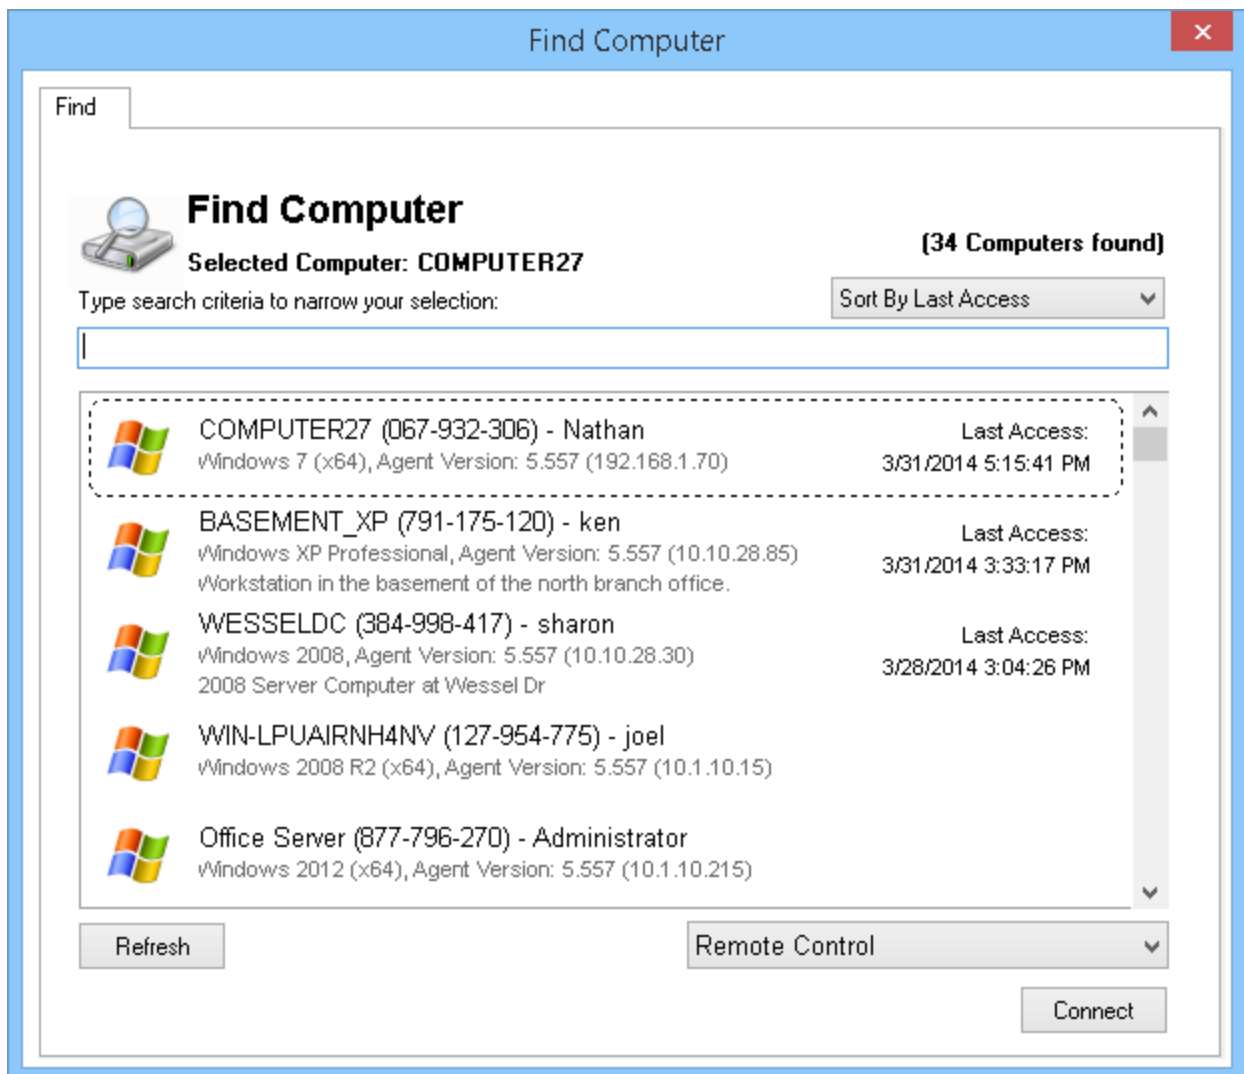 Find Computer
Find
Find Computer
(34 Computers found)
Selected Computer: COMPUTER27
Type search criteria to narrow your selection:
Sort By Last Access
COMPUTER27 (067-932-306) - Nathan
Last Access:
Windows 7 (x64), Agent Version: 5.557 (192.168.1.70)
3/31/2014 5:15:41 PM
BASEMENT_XP (791-175-120) - ken
Last Access:
Windows XP Professional, Agent Version: 5.557 (10.10.28.85)
3/31/2014 3:33:17 PM
Workstation in the basement of the north branch office.
WESSELDC (384-998-417) - sharon
Last Access:
Windows 2008, Agent Version: 5.557 (10.10.28.30)
3/28/2014 3:04:26 PM
2008 Server Computer at Wessel Dr
WIN-LPUAIRNH4NV (127-954-775) - joel
Windows 2008 R2 (x64), Agent Version: 5.557 (10.1.10.15)
Office Server (877-796-270) - Administrator
Windows 2012 (x64), Agent Version: 5.557 (10.1.10.215)
Refresh
Remote Control
Connect